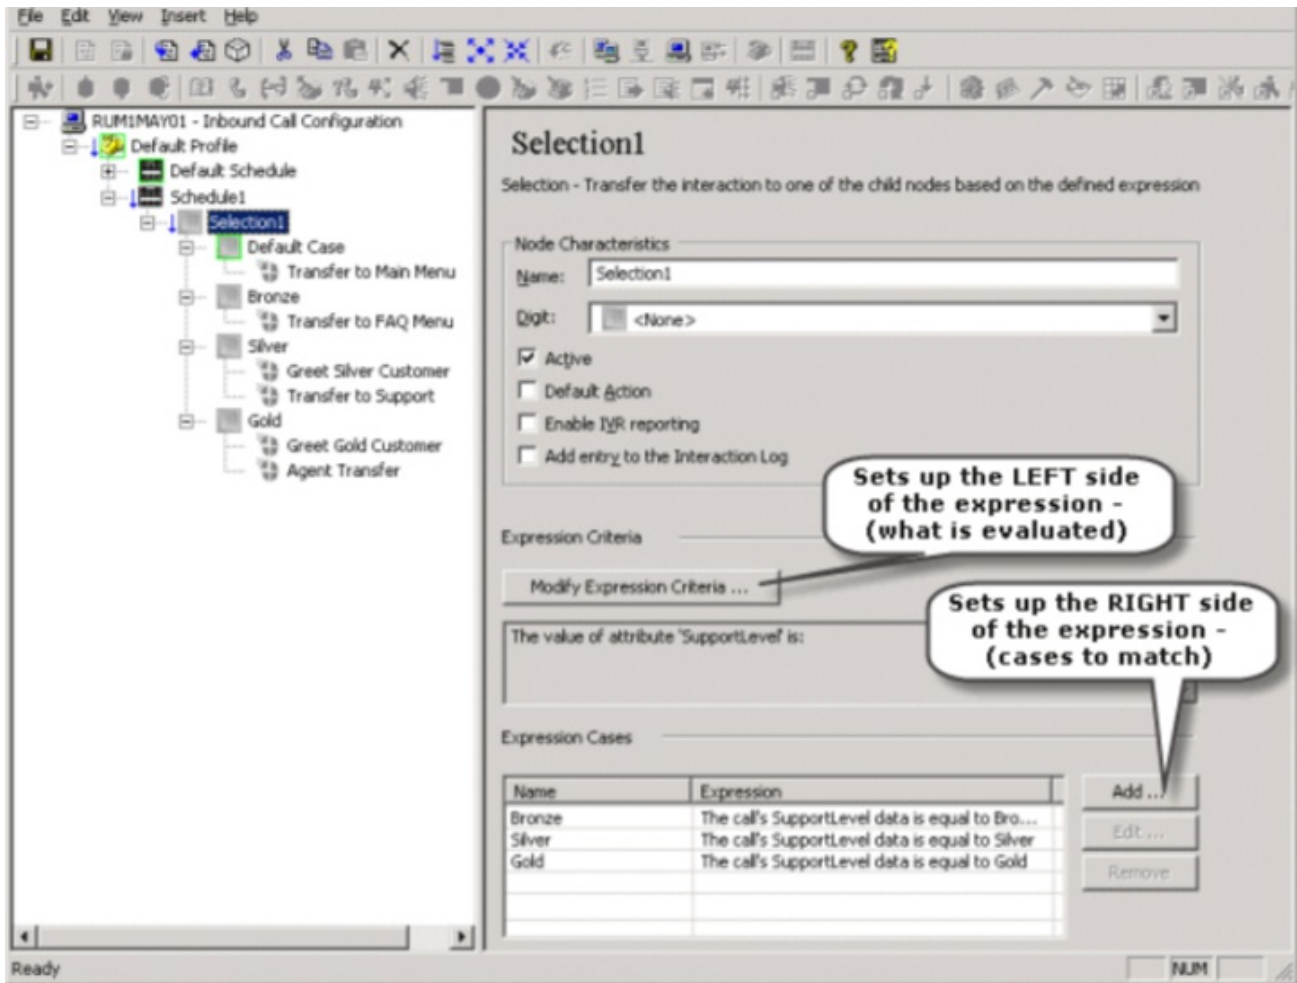 File Edit View Insert Help
RUM1MAY01 - Inbound Call Configuration
Default Profile
Default Schedule
Schedule1
Selection1
Default Case
Transfer to Main Menu
Bronze
Transfer to FAQ Menu
Silver
Greet Silver Customer
Transfer to Support
Gold
Greet Gold Customer
Agent Transfer
Selection1
Selection - Transfer the interaction to one of the child nodes based on the defined expression
Node Characteristics
Name: Selection1
Digit: <None>
Active
Default Action
Enable IVR reporting
Add entry to the Interaction Log
Sets up the LEFT side
of the expression -
(what is evaluated)
Expression Criteria
Modify Expression Criteria ...
Sets up the RIGHT side
of the expression -
(cases to match)
The value of attribute 'SupportLevel' is:
Expression Cases
Name Expression
Bronze The call's SupportLevel data is equal to Bro...
Silver The call's SupportLevel data is equal to Silver
Gold The call's SupportLevel data is equal to Gold
Add ...
Edit ...
Remove
Ready NUM